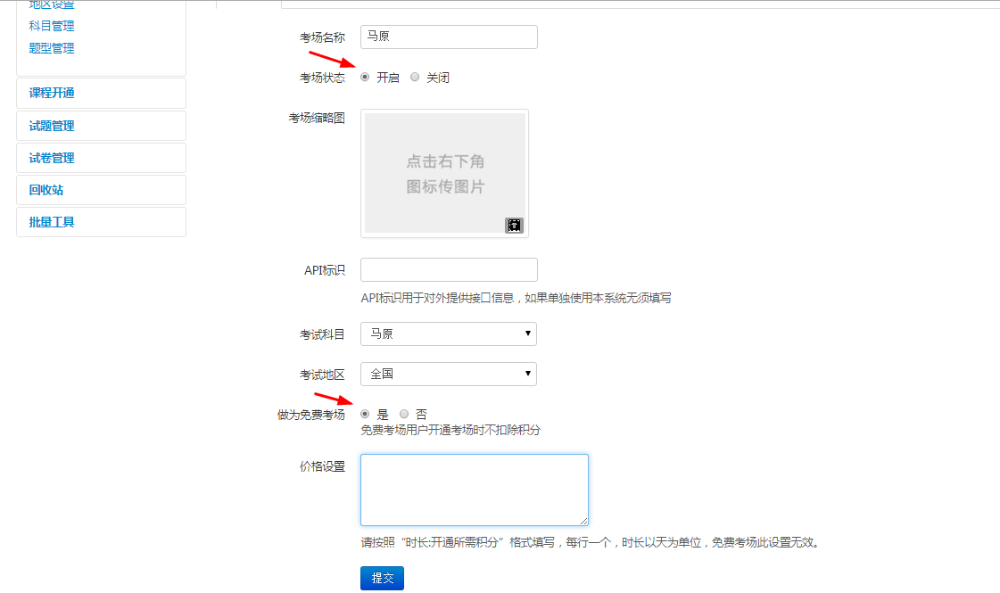 地区设置
科目管理
题型管理
课程开通
试题管理
试卷管理
回收站
批量工具
考场名称 马原
考场状态 开启 关闭
考场缩略图
点击右下角
图标传图片
API标识
API标识用于对外提供接口信息，如果单独使用本系统无须填写
考试科目 马原
考试地区 全国
做为免费考场 是 否
免费考场用户开通考场时不扣除积分
价格设置
请按照“时长:开通所需积分”格式填写，每行一个，时长以天为单位，免费考场此设置无效。
提交